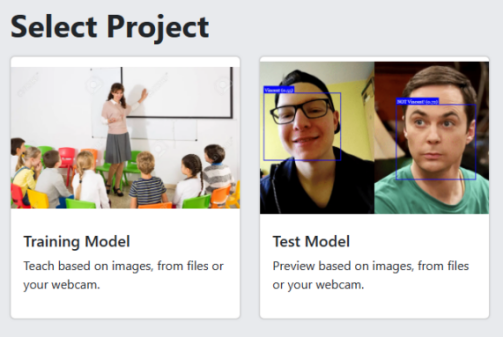 Select Project
Training Model
Teach based on images, from files or
your webcam.
Test Model
Preview based on images, from files
or your webcam.